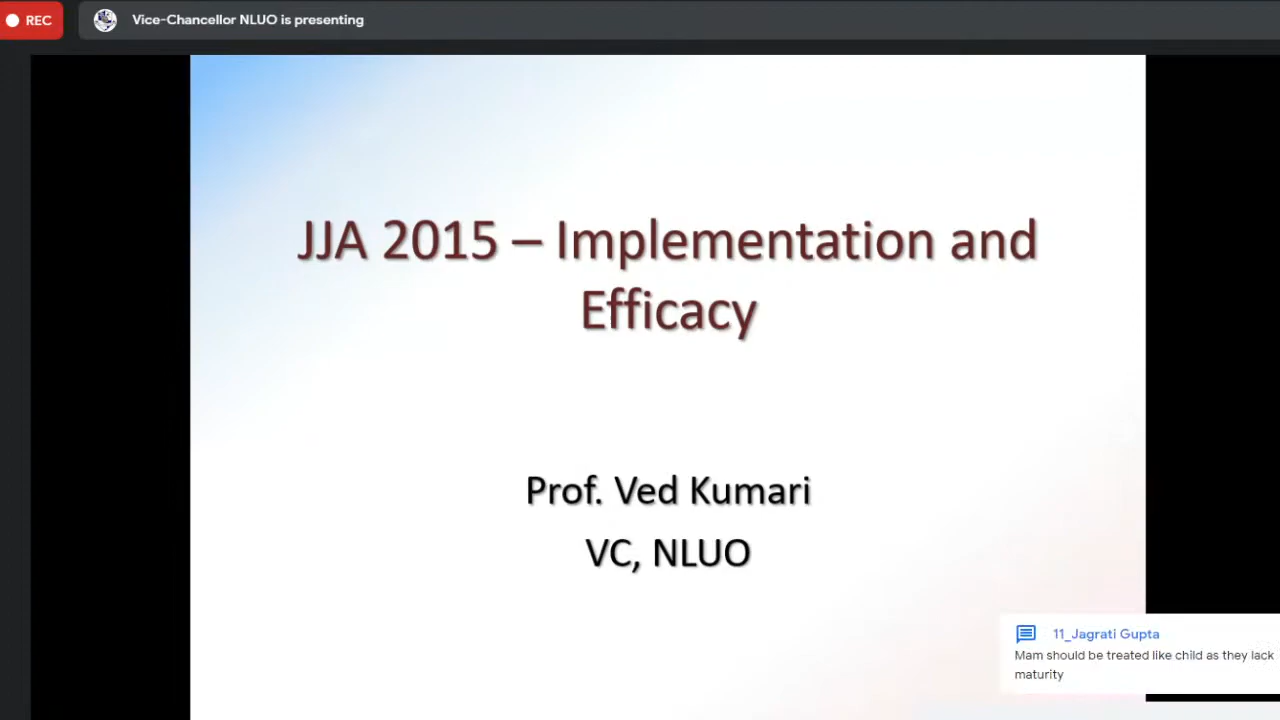 REC
Vice-Chancellor NLUO is presenting
JJA 2015 – Implementation and
Efficacy
Prof. Ved Kumari
VC, NLUO
11_Jagrati Gupta
Mam should be treated like child as they lack
maturity